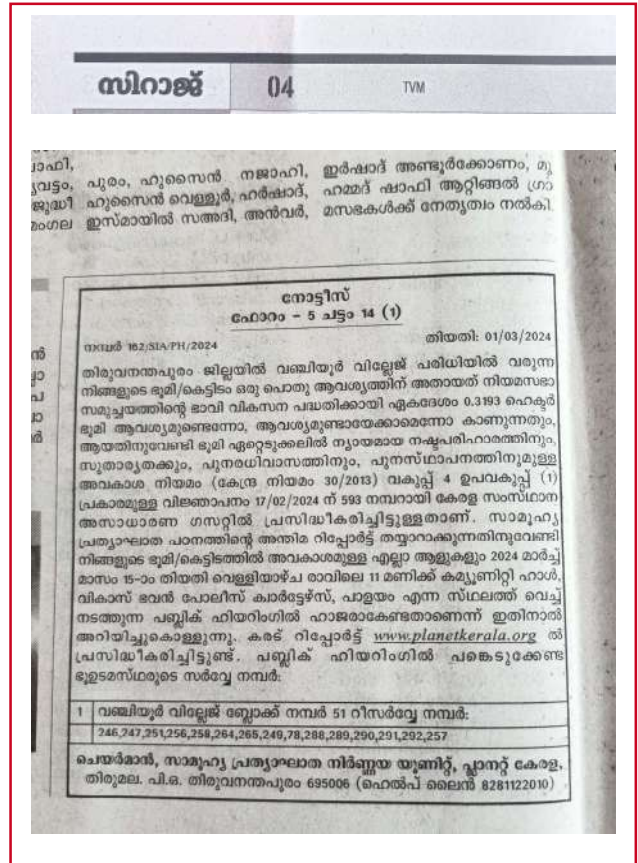 സിറാജ് 04 TVM
ാഫി,
ൃവട്ടം, പുരം, ഹുസൈൻ നജാഹി, ഇർഷാദ് അണ്ടൂർക്കോണം, മു
ജുദ്ധീ ഹുസൈൻ വെള്ളൂർ, ഹർഷാദ്, ഹമ്മദ് ഷാഫി ആറ്റിങ്ങൽ ഗ്രാ
മംഗല ഇസ്മായിൽ സഅദി, അൻവർ, മസഭകൾക്ക് നേതൃത്വം നൽകി.
നോട്ടീസ്
ഫോറം - 5 ചട്ടം 14 (1)
നമ്പർ 162/SIA/PH/2024 തിയതി: 01/03/2024
തിരുവനന്തപുരം ജില്ലയിൽ വഞ്ചിയൂർ വില്ലേജ് പരിധിയിൽ വരുന്ന
നിങ്ങളുടെ ഭൂമി/കെട്ടിടം ഒരു പൊതു ആവശ്യത്തിന് അതായത് നിയമസഭാ
സമുച്ചയത്തിന്റെ ഭാവി വികസന പദ്ധതിക്കായി ഏകദേശം 0.3193 ഹെക്ടർ
ഭൂമി ആവശ്യമുണ്ടെന്നോ, ആവശ്യമുണ്ടായേക്കാമെന്നോ കാണുന്നതും,
ആയതിനുവേണ്ടി ഭൂമി ഏറ്റെടുക്കലിൽ ന്യായമായ നഷ്ടപരിഹാരത്തിനും,
സുതാര്യതക്കും, പുനരധിവാസത്തിനും, പുനസ്ഥാപനത്തിനുമുള്ള
അവകാശ നിയമം (കേന്ദ്ര നിയമം 30/2013) വകുപ്പ് 4 ഉപവകുപ്പ് (1)
പ്രകാരമുള്ള വിജ്ഞാപനം 17/02/2024 ന് 593 നമ്പറായി കേരള സംസ്ഥാന
അസാധാരണ ഗസറ്റിൽ പ്രസിദ്ധീകരിച്ചിട്ടുള്ളതാണ്. സാമൂഹ്യ
പ്രത്യാഘാത പഠനത്തിന്റെ അന്തിമ റിപ്പോർട്ട് തയ്യാറാക്കുന്നതിനുവേണ്ടി
നിങ്ങളുടെ ഭൂമി/കെട്ടിടത്തിൽ അവകാശമുള്ള എല്ലാ ആളുകളും 2024 മാർച്ച്
മാസം 15-ാം തിയതി വെള്ളിയാഴ്ച രാവിലെ 11 മണിക്ക് കമ്യൂണിറ്റി ഹാൾ,
വികാസ് ഭവൻ പോലീസ് ക്വാർട്ടേഴ്സ്, പാളയം എന്ന സ്ഥലത്ത് വെച്ച്
നടത്തുന്ന പബ്ലിക് ഹിയറിംഗിൽ ഹാജരാകേണ്ടതാണെന്ന് ഇതിനാൽ
അറിയിച്ചുകൊള്ളുന്നു. കരട് റിപ്പോർട്ട് www.planetkerala.org ൽ
പ്രസിദ്ധീകരിച്ചിട്ടുണ്ട്. പബ്ലിക് ഹിയറിംഗിൽ പങ്കെടുക്കേണ്ട
ഭൂഉടമസ്ഥരുടെ സർവ്വേ നമ്പർ:
1 വഞ്ചിയൂർ വില്ലേജ് ബ്ലോക്ക് നമ്പർ 51 റീസർവ്വേ നമ്പർ:
246,247,251,256,258,264,265,249,78,288,289,290,291,292,257
ചെയർമാൻ, സാമൂഹ്യ പ്രത്യാഘാത നിർണ്ണയ യൂണിറ്റ്, പ്ലാനറ്റ് കേരള,
തിരുമല. പി.ഒ. തിരുവനന്തപുരം 695006 (ഹെൽപ് ലൈൻ 8281122010)